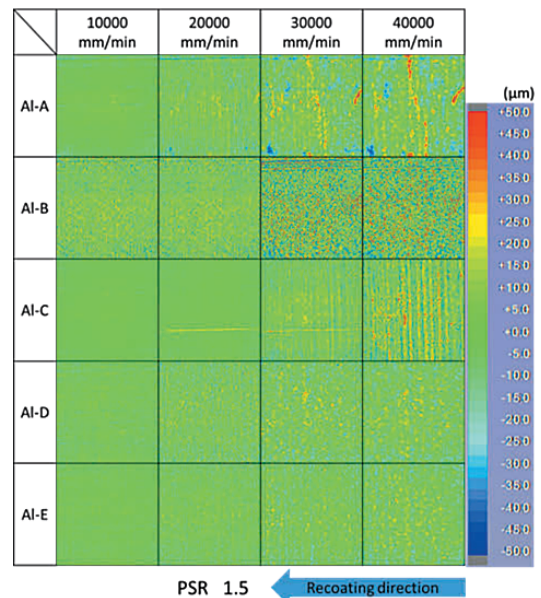 10000 mm/min
20000 mm/min
30000 mm/min
40000 mm/min
Al-A
Al-B
Al-C
Al-D
Al-E
(μm)
+50.0
+45.0
+40.0
+35.0
+30.0
+25.0
+20.0
+15.0
+10.0
+5.0
+0.0
-5.0
-10.0
-15.0
-20.0
-25.0
-30.0
-35.0
-40.0
-45.0
-50.0
PSR 1.5
Recoating direction